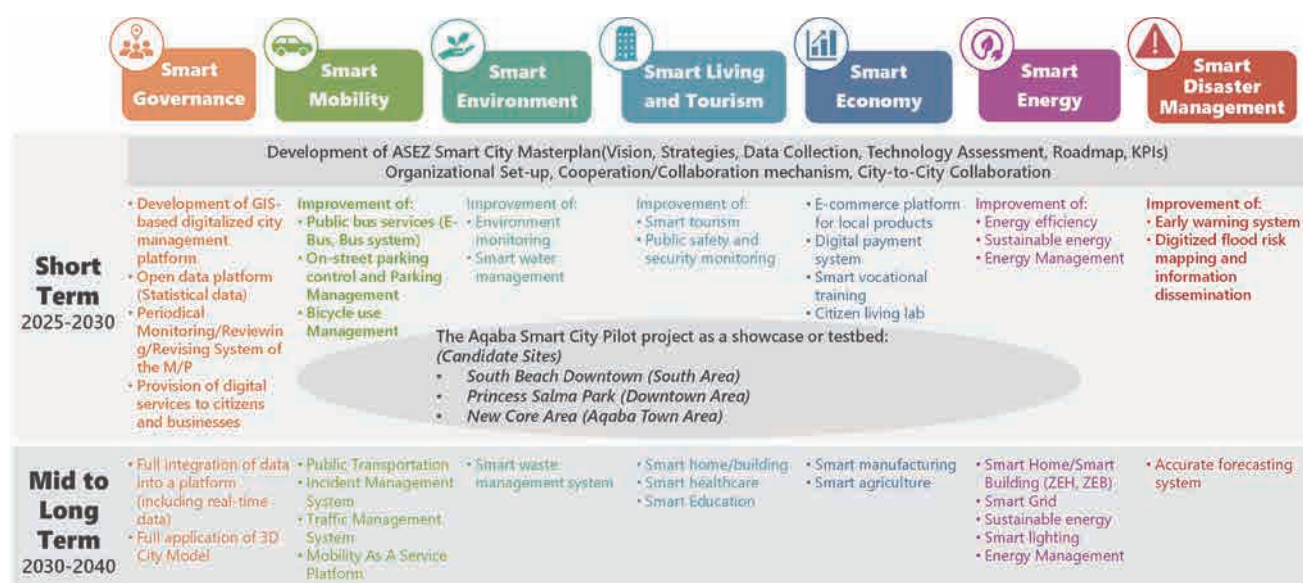 Smart
Governance
Smart
Mobility
Smart
Environment
Smart Living
and Tourism
Smart
Economy
Smart
Energy
Smart
Disaster
Management
Development of ASEZ Smart City Masterplan(Vision, Strategies, Data Collection, Technology Assessment, Roadmap, KPIs)
Organizational Set-up, Cooperation/Collaboration mechanism, City-to-City Collaboration
Short
Term
2025-2030
• Development of GIS-
based digitalized city
management
platform
• Open data platform
(Statistical data)
• Periodical
Monitoring/Reviewin
g/Revising System of
the M/P
• Provision of digital
services to citizens
and businesses
Improvement of:
• Public bus services (E-
Bus, Bus system)
• On-street parking
control and Parking
Management
• Bicycle use
Management
Improvement of:
• Environment
monitoring
• Smart water
management
Improvement of:
• Smart tourism
• Public safety and
security monitoring
• E-commerce platform
for local products
• Digital payment
system
• Smart vocational
training
• Citizen living lab
Improvement of:
• Energy efficiency
• Sustainable energy
• Energy Management
Improvement of:
• Early warning system
• Digitized flood risk
mapping and
information
dissemination
The Aqaba Smart City Pilot project as a showcase or testbed:
(Candidate Sites)
• South Beach Downtown (South Area)
• Princess Salma Park (Downtown Area)
• New Core Area (Aqaba Town Area)
Mid to
Long
Term
2030-2040
• Full integration of data
into a platform
(including real-time
data)
• Full application of 3D
City Model
• Public Transportation
• Incident Management
System
• Traffic Management
System
• Mobility As A Service
Platform
• Smart waste
management system
• Smart home/building
• Smart healthcare
• Smart Education
• Smart manufacturing
• Smart agriculture
• Smart Home/Smart
Building (ZEH, ZEB)
• Smart Grid
• Sustainable energy
• Smart lighting
• Energy Management
• Accurate forecasting
system